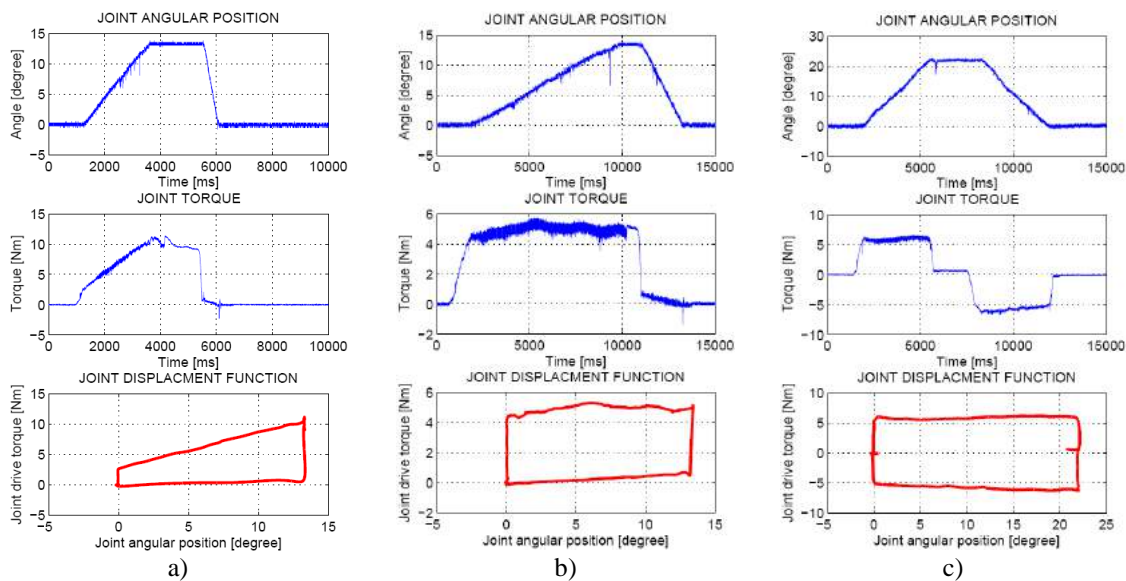 JOINT ANGULAR POSITION
Angle [degree]
15
10
5
0
-5
0 2000 4000 6000 8000 10000
Time [ms]
JOINT TORQUE
Torque [Nm]
15
10
5
0
-5
0 2000 4000 6000 8000 10000
Time [ms]
JOINT DISPLACMENT FUNCTION
Joint drive torque [Nm]
15
10
5
0
-5
-5 0 5 10 15
Joint angular position [degree]
a)
JOINT ANGULAR POSITION
Angle [degree]
15
10
5
0
-5
0 5000 10000 15000
Time [ms]
JOINT TORQUE
Torque [Nm]
6
4
2
0
-2
0 5000 10000 15000
Time [ms]
JOINT DISPLACMENT FUNCTION
Joint drive torque [Nm]
6
4
2
0
-2
-5 0 5 10 15
Joint angular position [degree]
b)
JOINT ANGULAR POSITION
Angle [degree]
30
20
10
0
-10
0 5000 10000 15000
Time [ms]
JOINT TORQUE
Torque [Nm]
10
5
0
-5
-10
0 5000 10000 15000
Time [ms]
JOINT DISPLACMENT FUNCTION
Joint drive torque [Nm]
10
5
0
-5
-10
-5 0 5 10 15 20 25
Joint angular position [degree]
c)